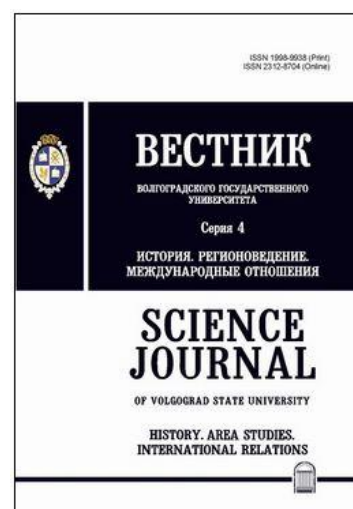 ISSN 1998-9938 (Print)
ISSN 2312-8704 (Online)
ВЕСТНИК
ВОЛГОГРАДСКОГО ГОСУДАРСТВЕННОГО
УНИВЕРСИТЕТА
Серия 4
ИСТОРИЯ. РЕГИОНОВЕДЕНИЕ.
МЕЖДУНАРОДНЫЕ ОТНОШЕНИЯ
SCIENCE
JOURNAL
OF VOLGOGRAD STATE UNIVERSITY
HISTORY. AREA STUDIES.
INTERNATIONAL RELATIONS